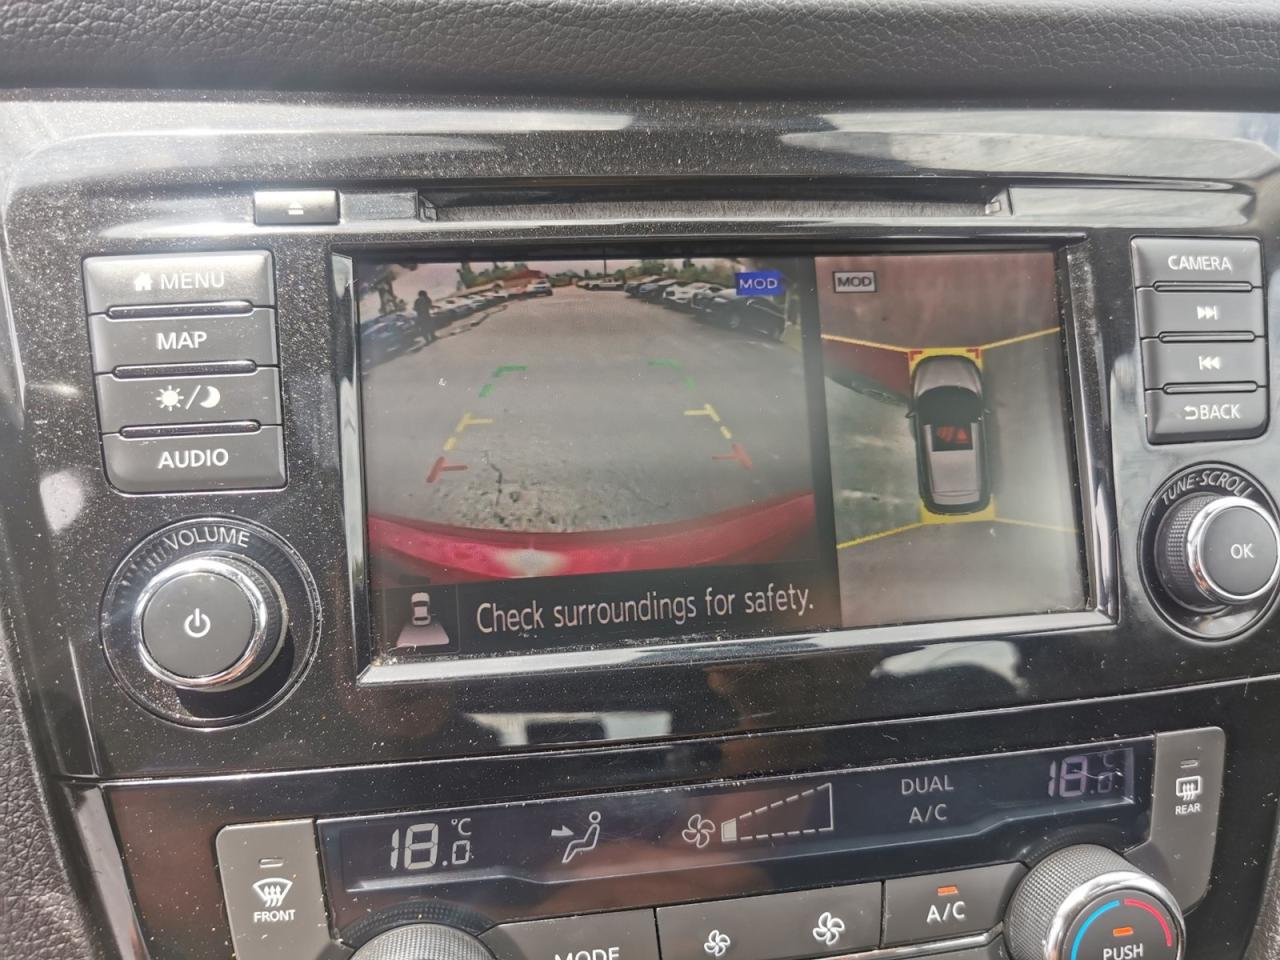 MENU
MAP
AUDIO
VOLUME
MOD
MOD
Check surroundings for safety.
CAMERA
BACK
TUNE·SCROLL
OK
18.0
°C
DUAL
A/C
18.0
°C
REAR
FRONT
MODE
A/C
PUSH